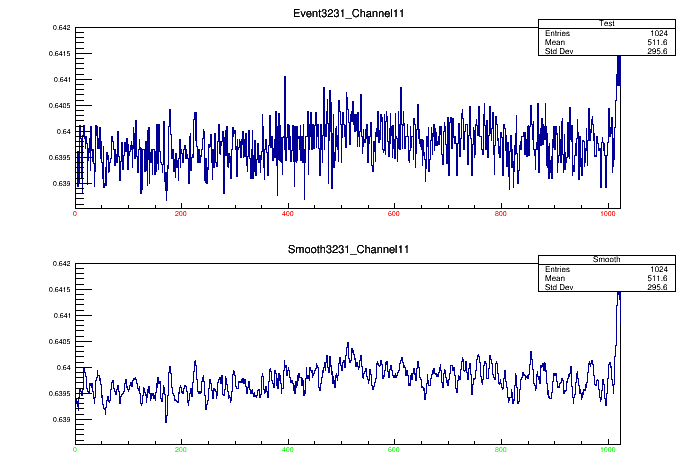 Event3231_Channel11
Test
Entries 1024
Mean 511.6
Std Dev 295.6
0.642
0.6415
0.641
0.6405
0.64
0.6395
0.639
0 200 400 600 800 1000
Smooth3231_Channel11
Smooth
Entries 1024
Mean 511.6
Std Dev 295.6
0.642
0.6415
0.641
0.6405
0.64
0.6395
0.639
0 200 400 600 800 1000